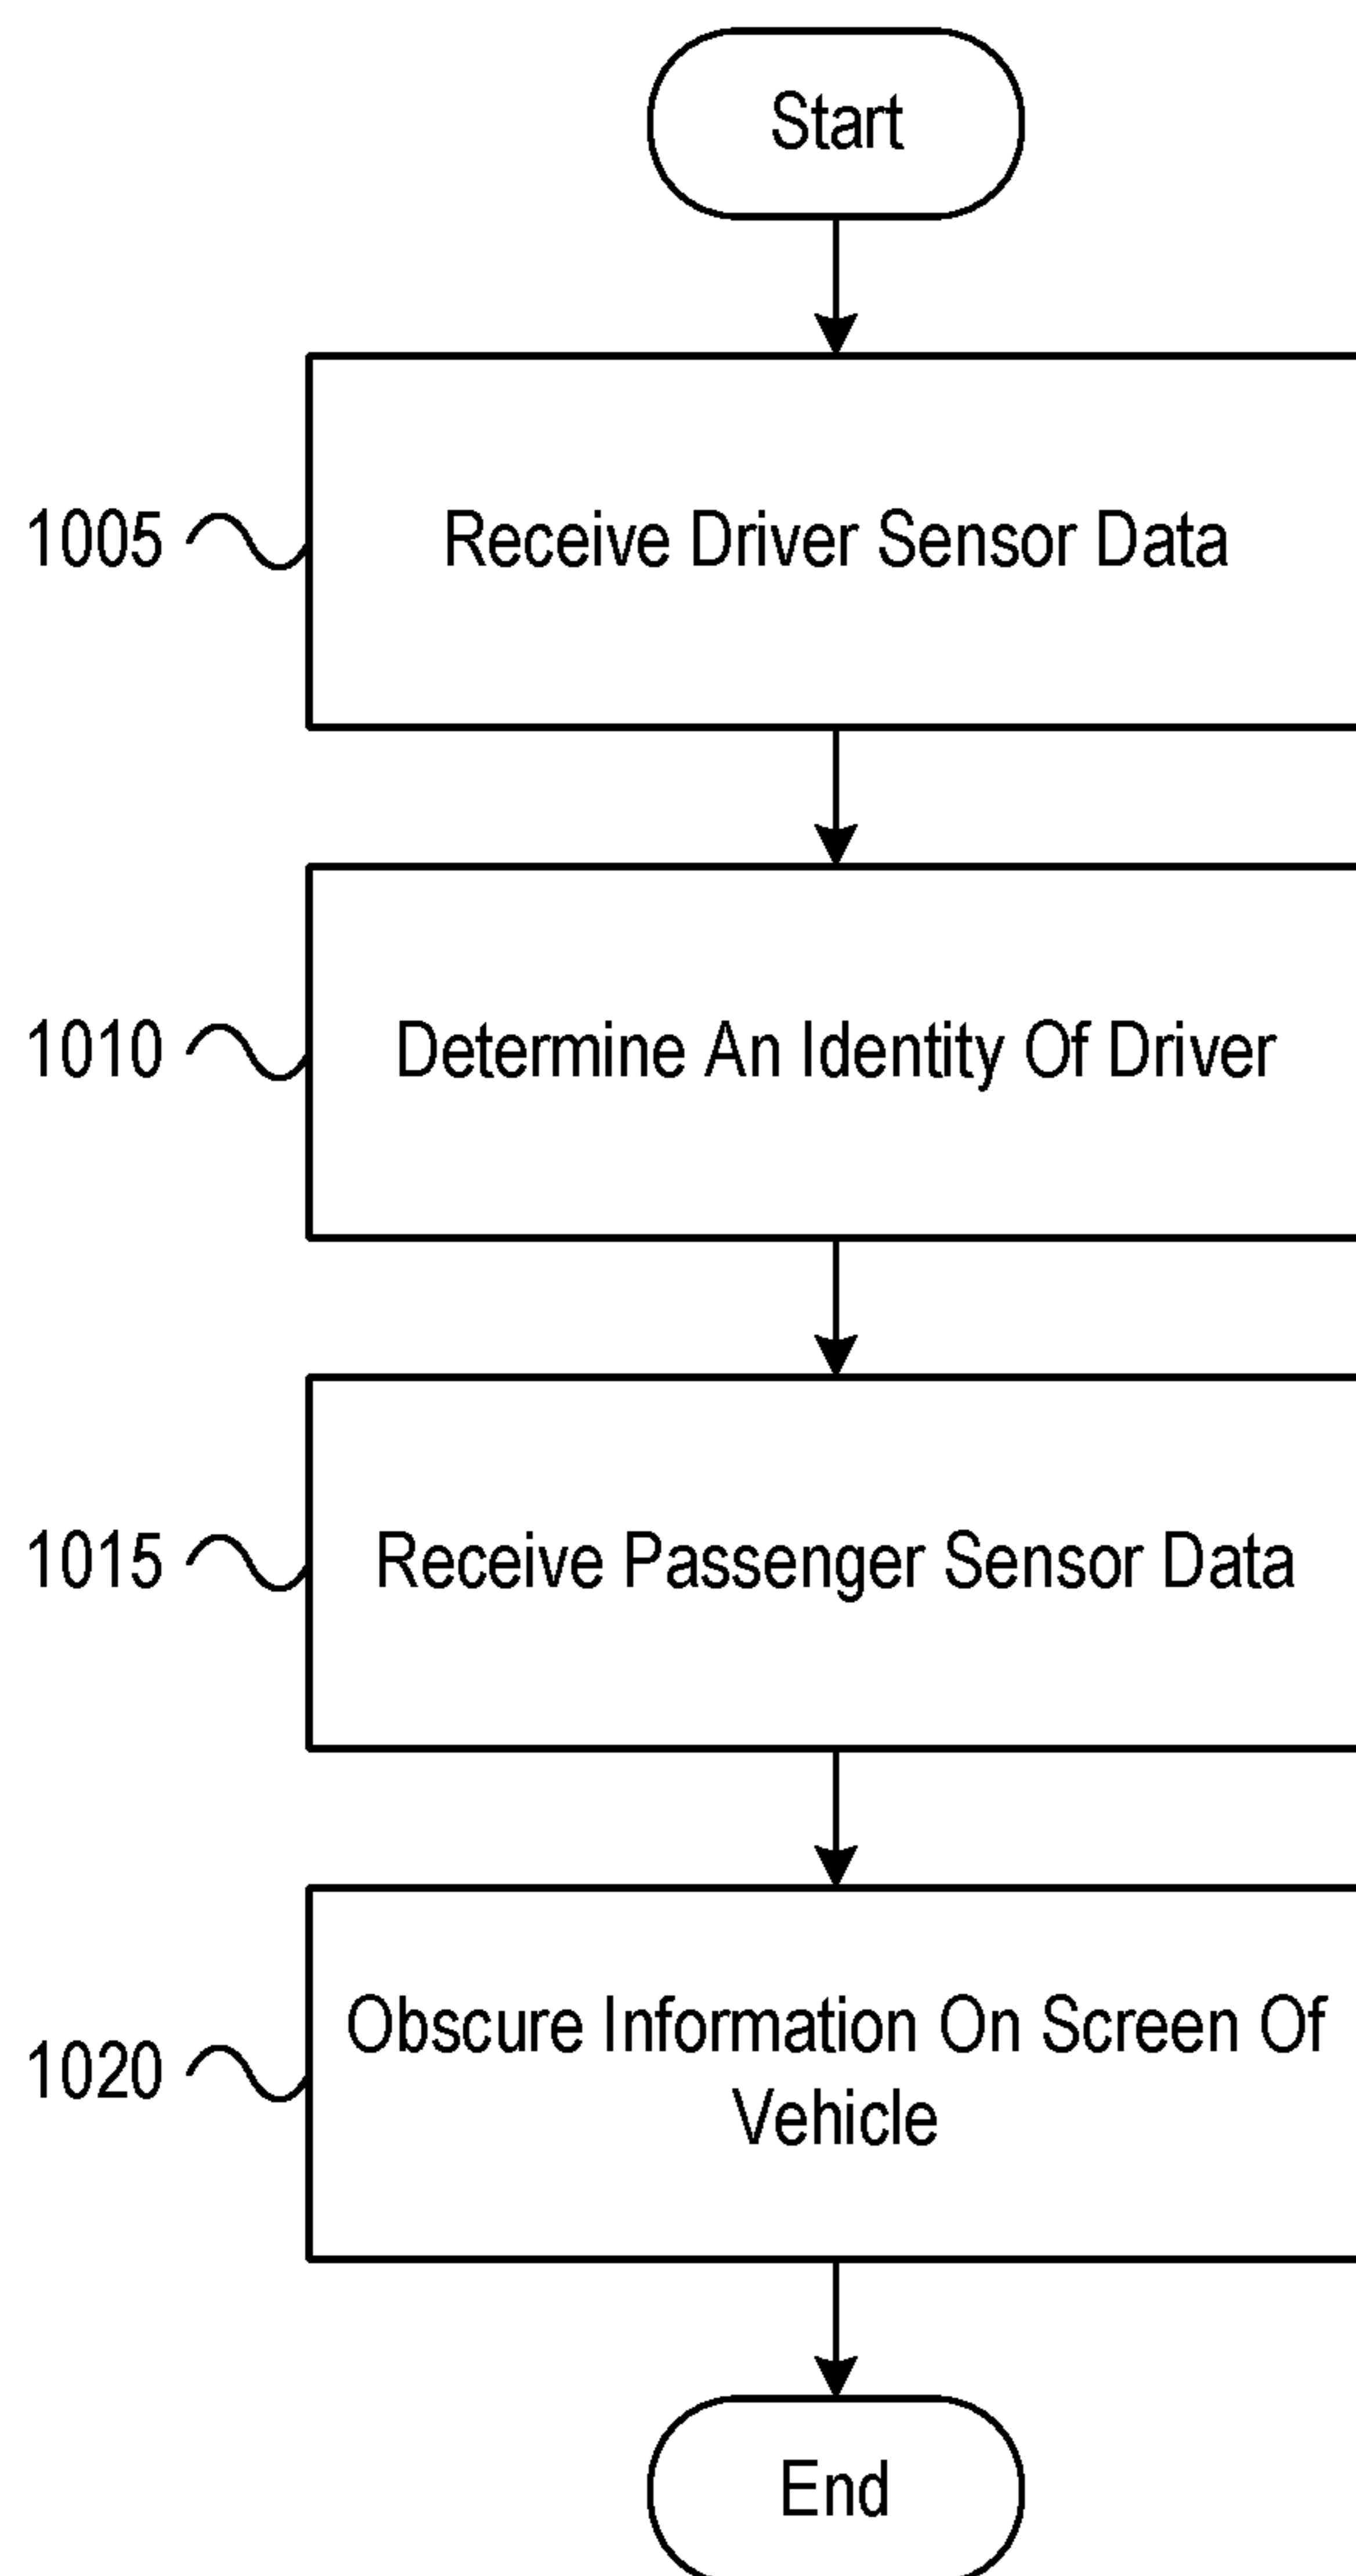 Start
1005
Receive Driver Sensor Data
1010
Determine An Identity Of Driver
1015
Receive Passenger Sensor Data
1020
Obscure Information On Screen Of
Vehicle
End